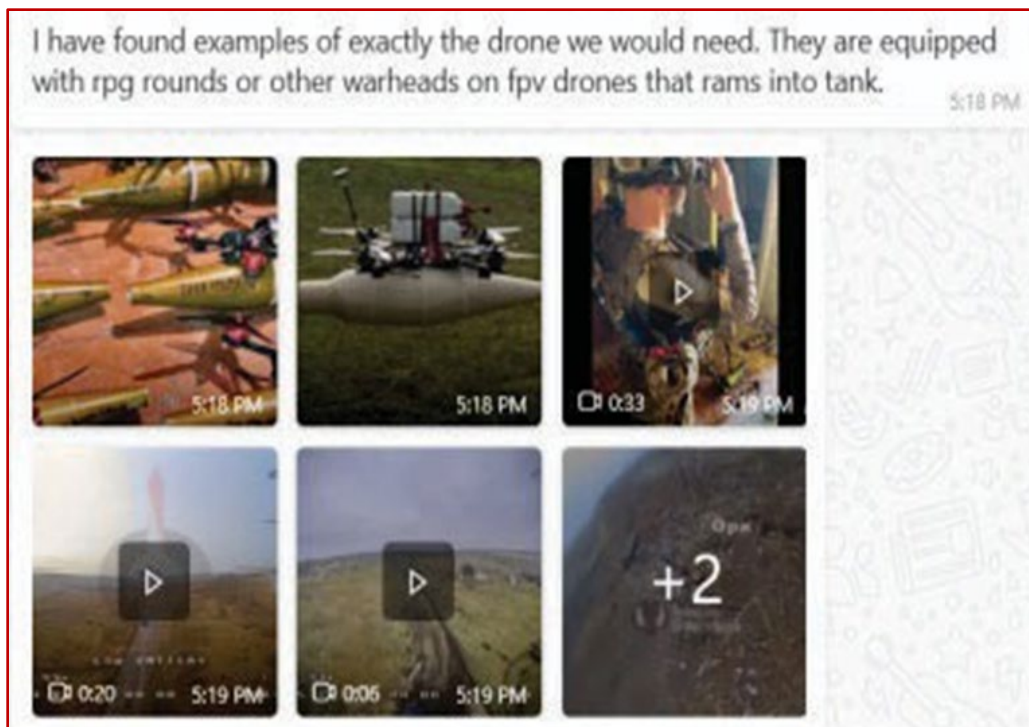 I have found examples of exactly the drone we would need. They are equipped
with rpg rounds or other warheads on fpv drones that rams into tank.
5:18 PM
5:18 PM
5:18 PM
0:33
5:19 PM
0:20
5:19 PM
0:06
5:19 PM
+2